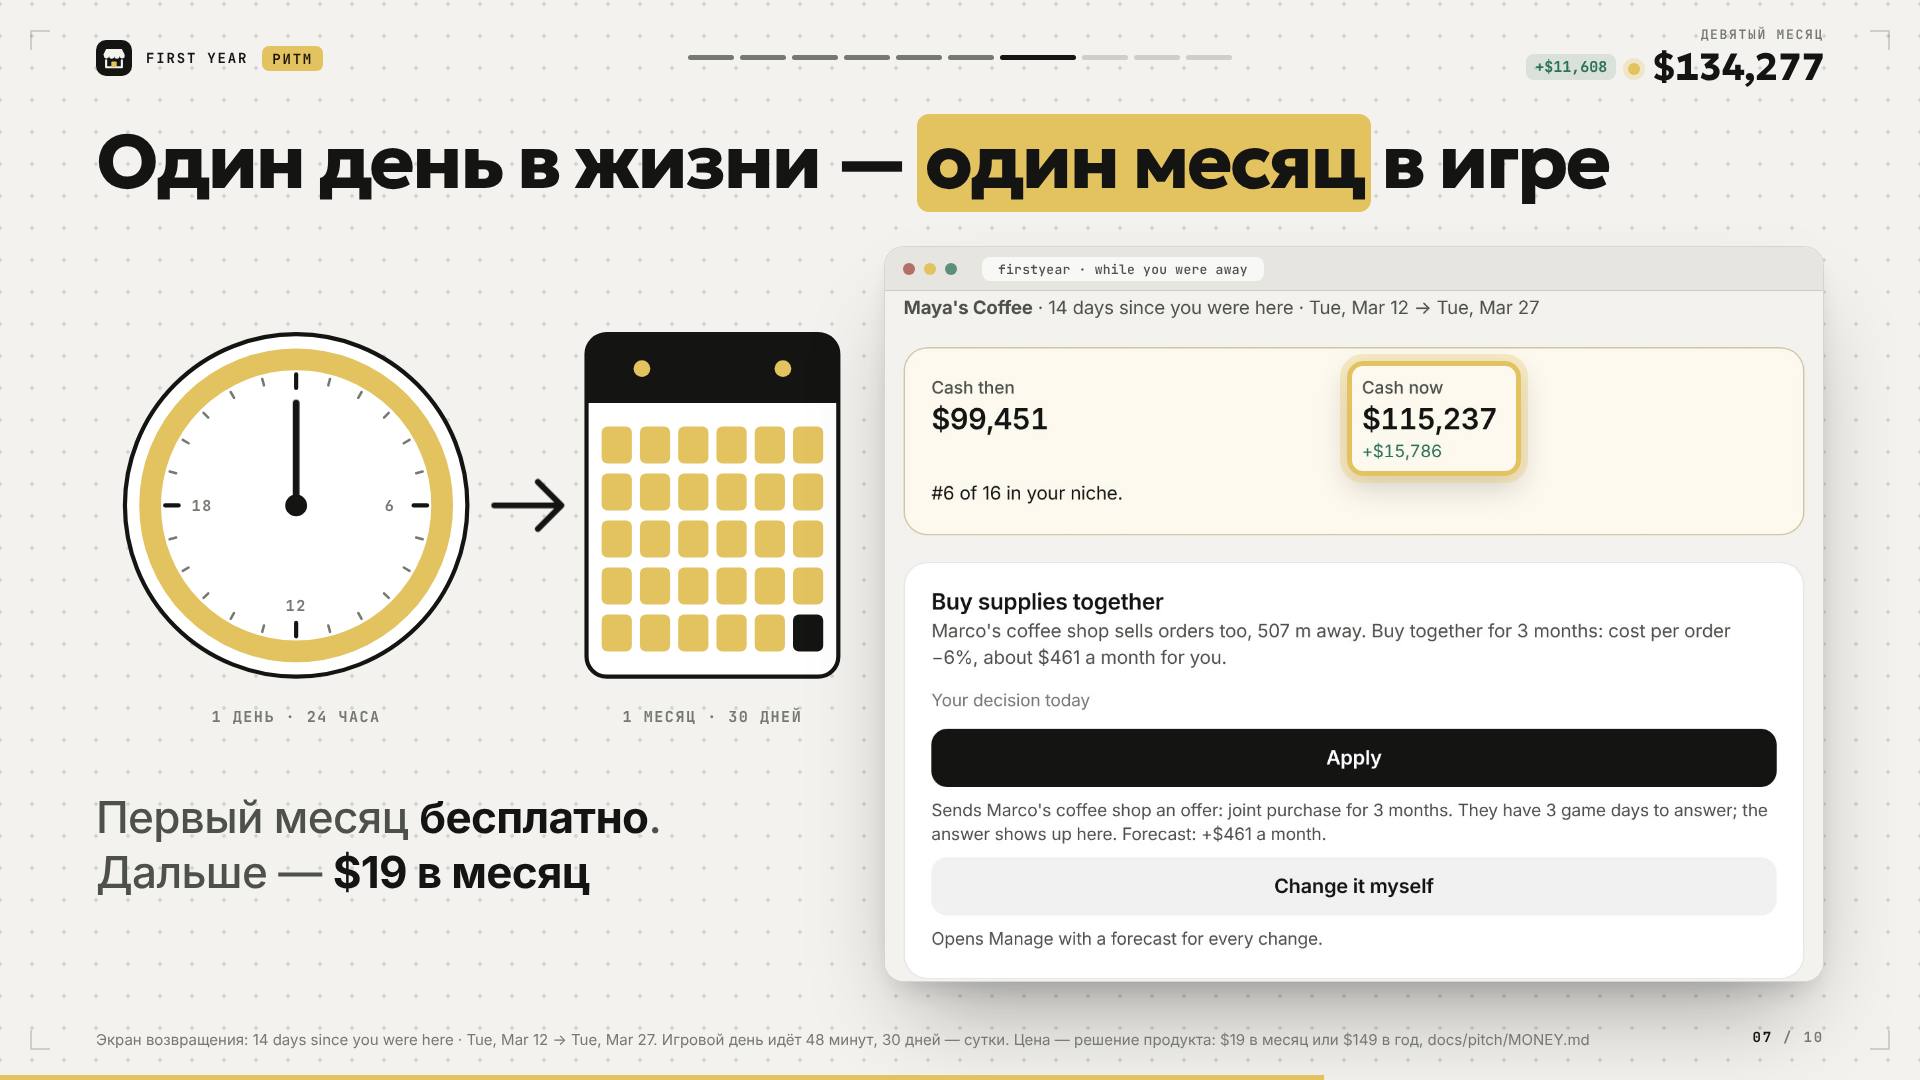 FIRST YEAR РИТМ
ДЕВЯТЫЙ МЕСЯЦ
+$11,608 $134,277
Один день в жизни — один месяц в игре
18
6
12
1 ДЕНЬ · 24 ЧАСА
1 МЕСЯЦ · 30 ДНЕЙ
Первый месяц бесплатно.
Дальше — $19 в месяц
firstyear · while you were away
Maya's Coffee · 14 days since you were here · Tue, Mar 12 → Tue, Mar 27
Cash then
$99,451
Cash now
$115,237
+$15,786
#6 of 16 in your niche.
Buy supplies together
Marco's coffee shop sells orders too, 507 m away. Buy together for 3 months: cost per order
−6%, about $461 a month for you.
Your decision today
Apply
Sends Marco's coffee shop an offer: joint purchase for 3 months. They have 3 game days to answer; the
answer shows up here. Forecast: +$461 a month.
Change it myself
Opens Manage with a forecast for every change.
Экран возвращения: 14 days since you were here · Tue, Mar 12 → Tue, Mar 27. Игровой день идёт 48 минут, 30 дней — сутки. Цена — решение продукта: $19 в месяц или $149 в год, docs/pitch/MONEY.md
07 / 10